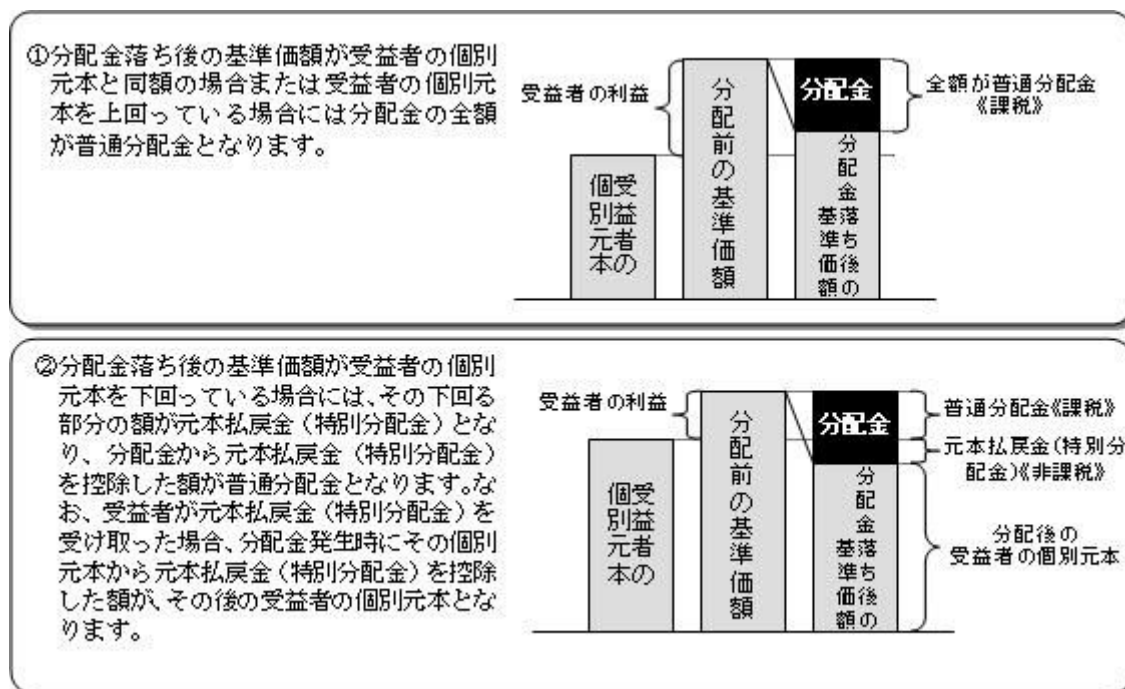 ①分配金落ち後の基準価額が受益者の個別
元本と同額の場合または受益者の個別元
本を上回っている場合には分配金の全額
が普通分配金となります。
受益者の利益
受益者の
個別元本
分配前の基準価額
分配金
分配金落ち後の
基準価額
全額が普通分配金
《課税》
②分配金落ち後の基準価額が受益者の個別
元本を下回っている場合には、その下回る
部分の額が元本払戻金（特別分配金）とな
り、分配金から元本払戻金（特別分配金）
を控除した額が普通分配金となります。な
お、受益者が元本払戻金（特別分配金）を
受け取った場合、分配金発生時にその個別
元本から元本払戻金（特別分配金）を控除
した額が、その後の受益者の個別元本とな
ります。
受益者の利益
受益者の
個別元本
分配前の基準価額
分配金
分配金落ち後の
基準価額
普通分配金《課税》
元本払戻金（特別分
配金）《非課税》
分配後の
受益者の個別元本